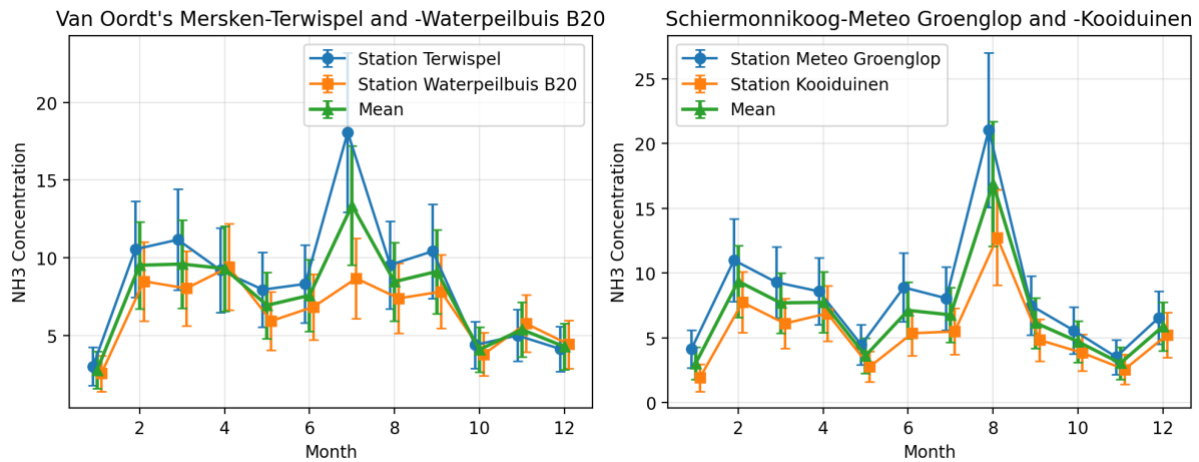 Van Oordt's Mersken-Terwispel and -Waterpeilbuis B20
Station Terwispel
Station Waterpeilbuis B20
Mean
NH3 Concentration
20
15
10
5
2
4
6
8
10
12
Month
Schiermonnikoog-Meteo Groenglop and -Kooiduinen
Station Meteo Groenglop
Station Kooiduinen
Mean
NH3 Concentration
25
20
15
10
5
0
2
4
6
8
10
12
Month